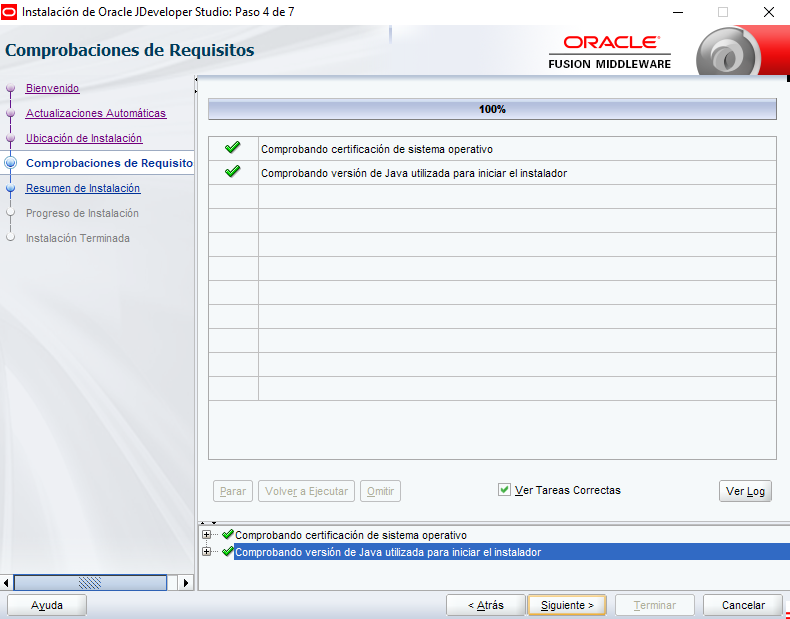 Instalación de Oracle JDeveloper Studio: Paso 4 de 7
Comprobaciones de Requisitos
ORACLE
FUSION MIDDLEWARE
Bienvenido
Actualizaciones Automáticas
Ubicación de Instalación
Comprobaciones de Requisito
Resumen de Instalación
Progreso de Instalación
Instalación Terminada
100%
Comprobando certificación de sistema operativo
Comprobando versión de Java utilizada para iniciar el instalador
Parar
Volver a Ejecutar
Omitir
Ver Tareas Correctas
Ver Log
Comprobando certificación de sistema operativo
Comprobando versión de Java utilizada para iniciar el instalador
Ayuda
< Atrás
Siguiente >
Terminar
Cancelar